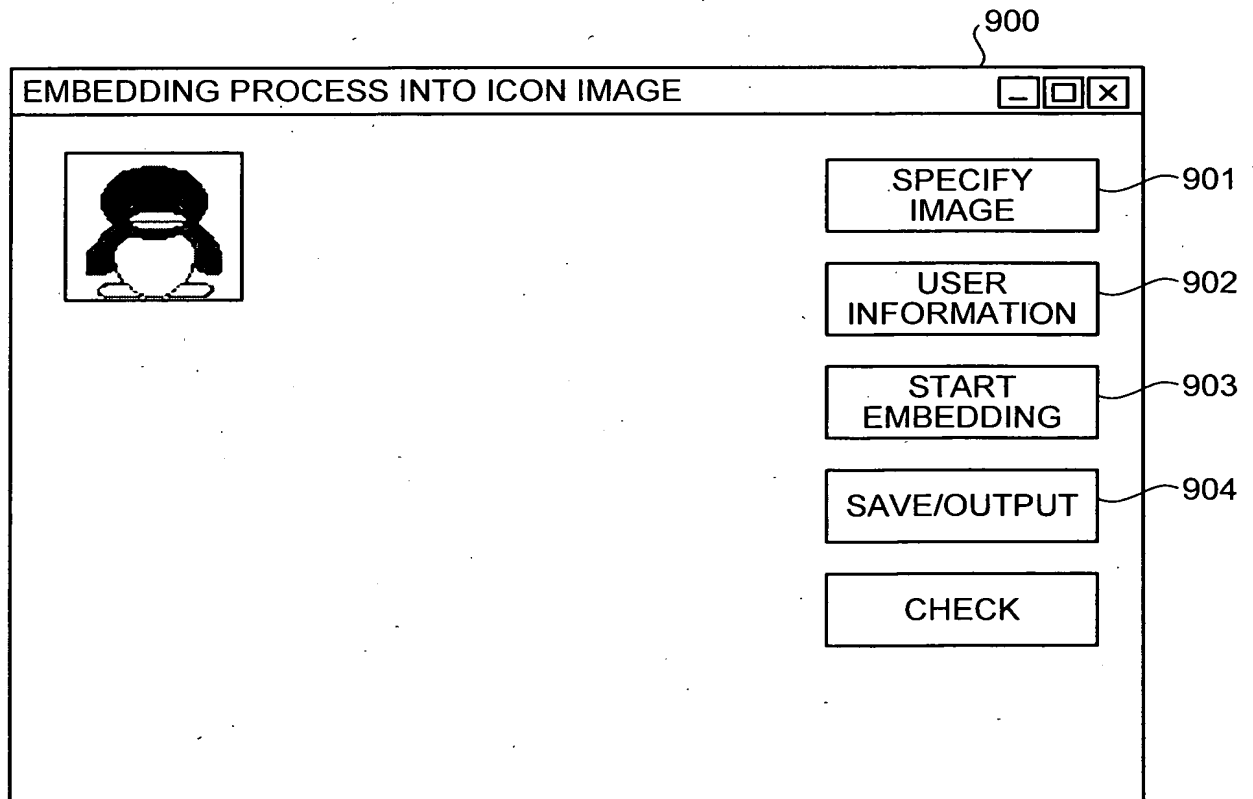 900
EMBEDDING PROCESS INTO ICON IMAGE
SPECIFY
IMAGE
901
USER
INFORMATION
902
START
EMBEDDING
903
SAVE/OUTPUT
904
CHECK